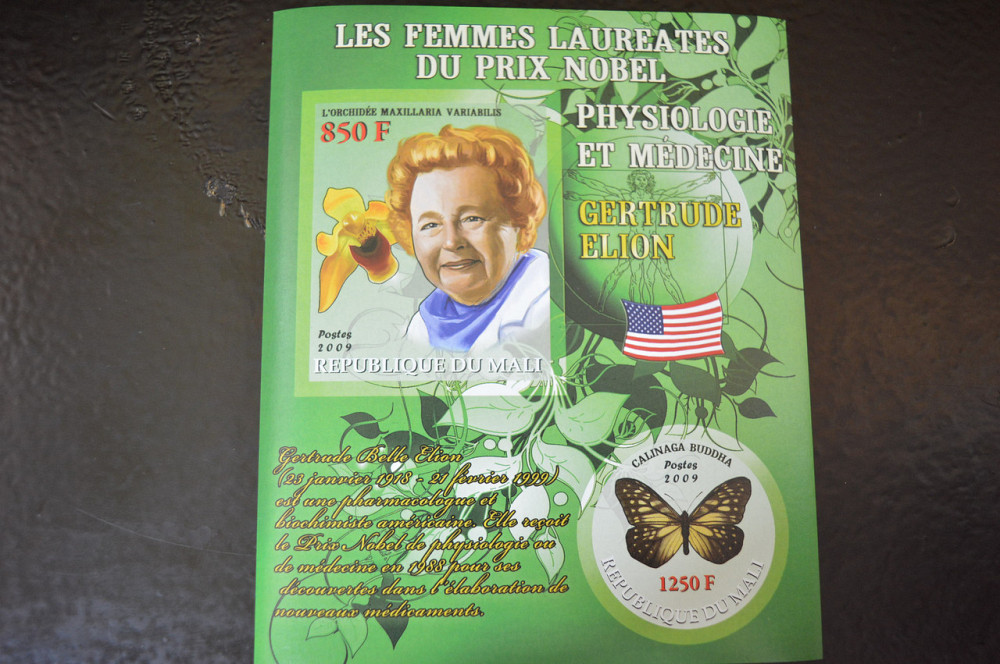 LES FEMMES LAUREATES
DU PRIX NOBEL
L'ORCHIDÉE MAXILLARIA VARIABILIS
850 F
PHYSIOLOGIE
ET MÉDECINE
GERTRUDE
ELION
Postes
2009
REPUBLIQUE DU MALI
Gertrude Belle Elion
(23 janvier 1918 - 21 février 1999)
est une pharmacologue et
biochimiste américaine. Elle reçoit
le Prix Nobel de physiologie ou
de médecine en 1988 pour ses
découvertes dans l'élaboration de
nouveaux médicaments.
CALINAGA BUDDHA
Postes
2009
1250 F
REPUBLIQUE DU MALI